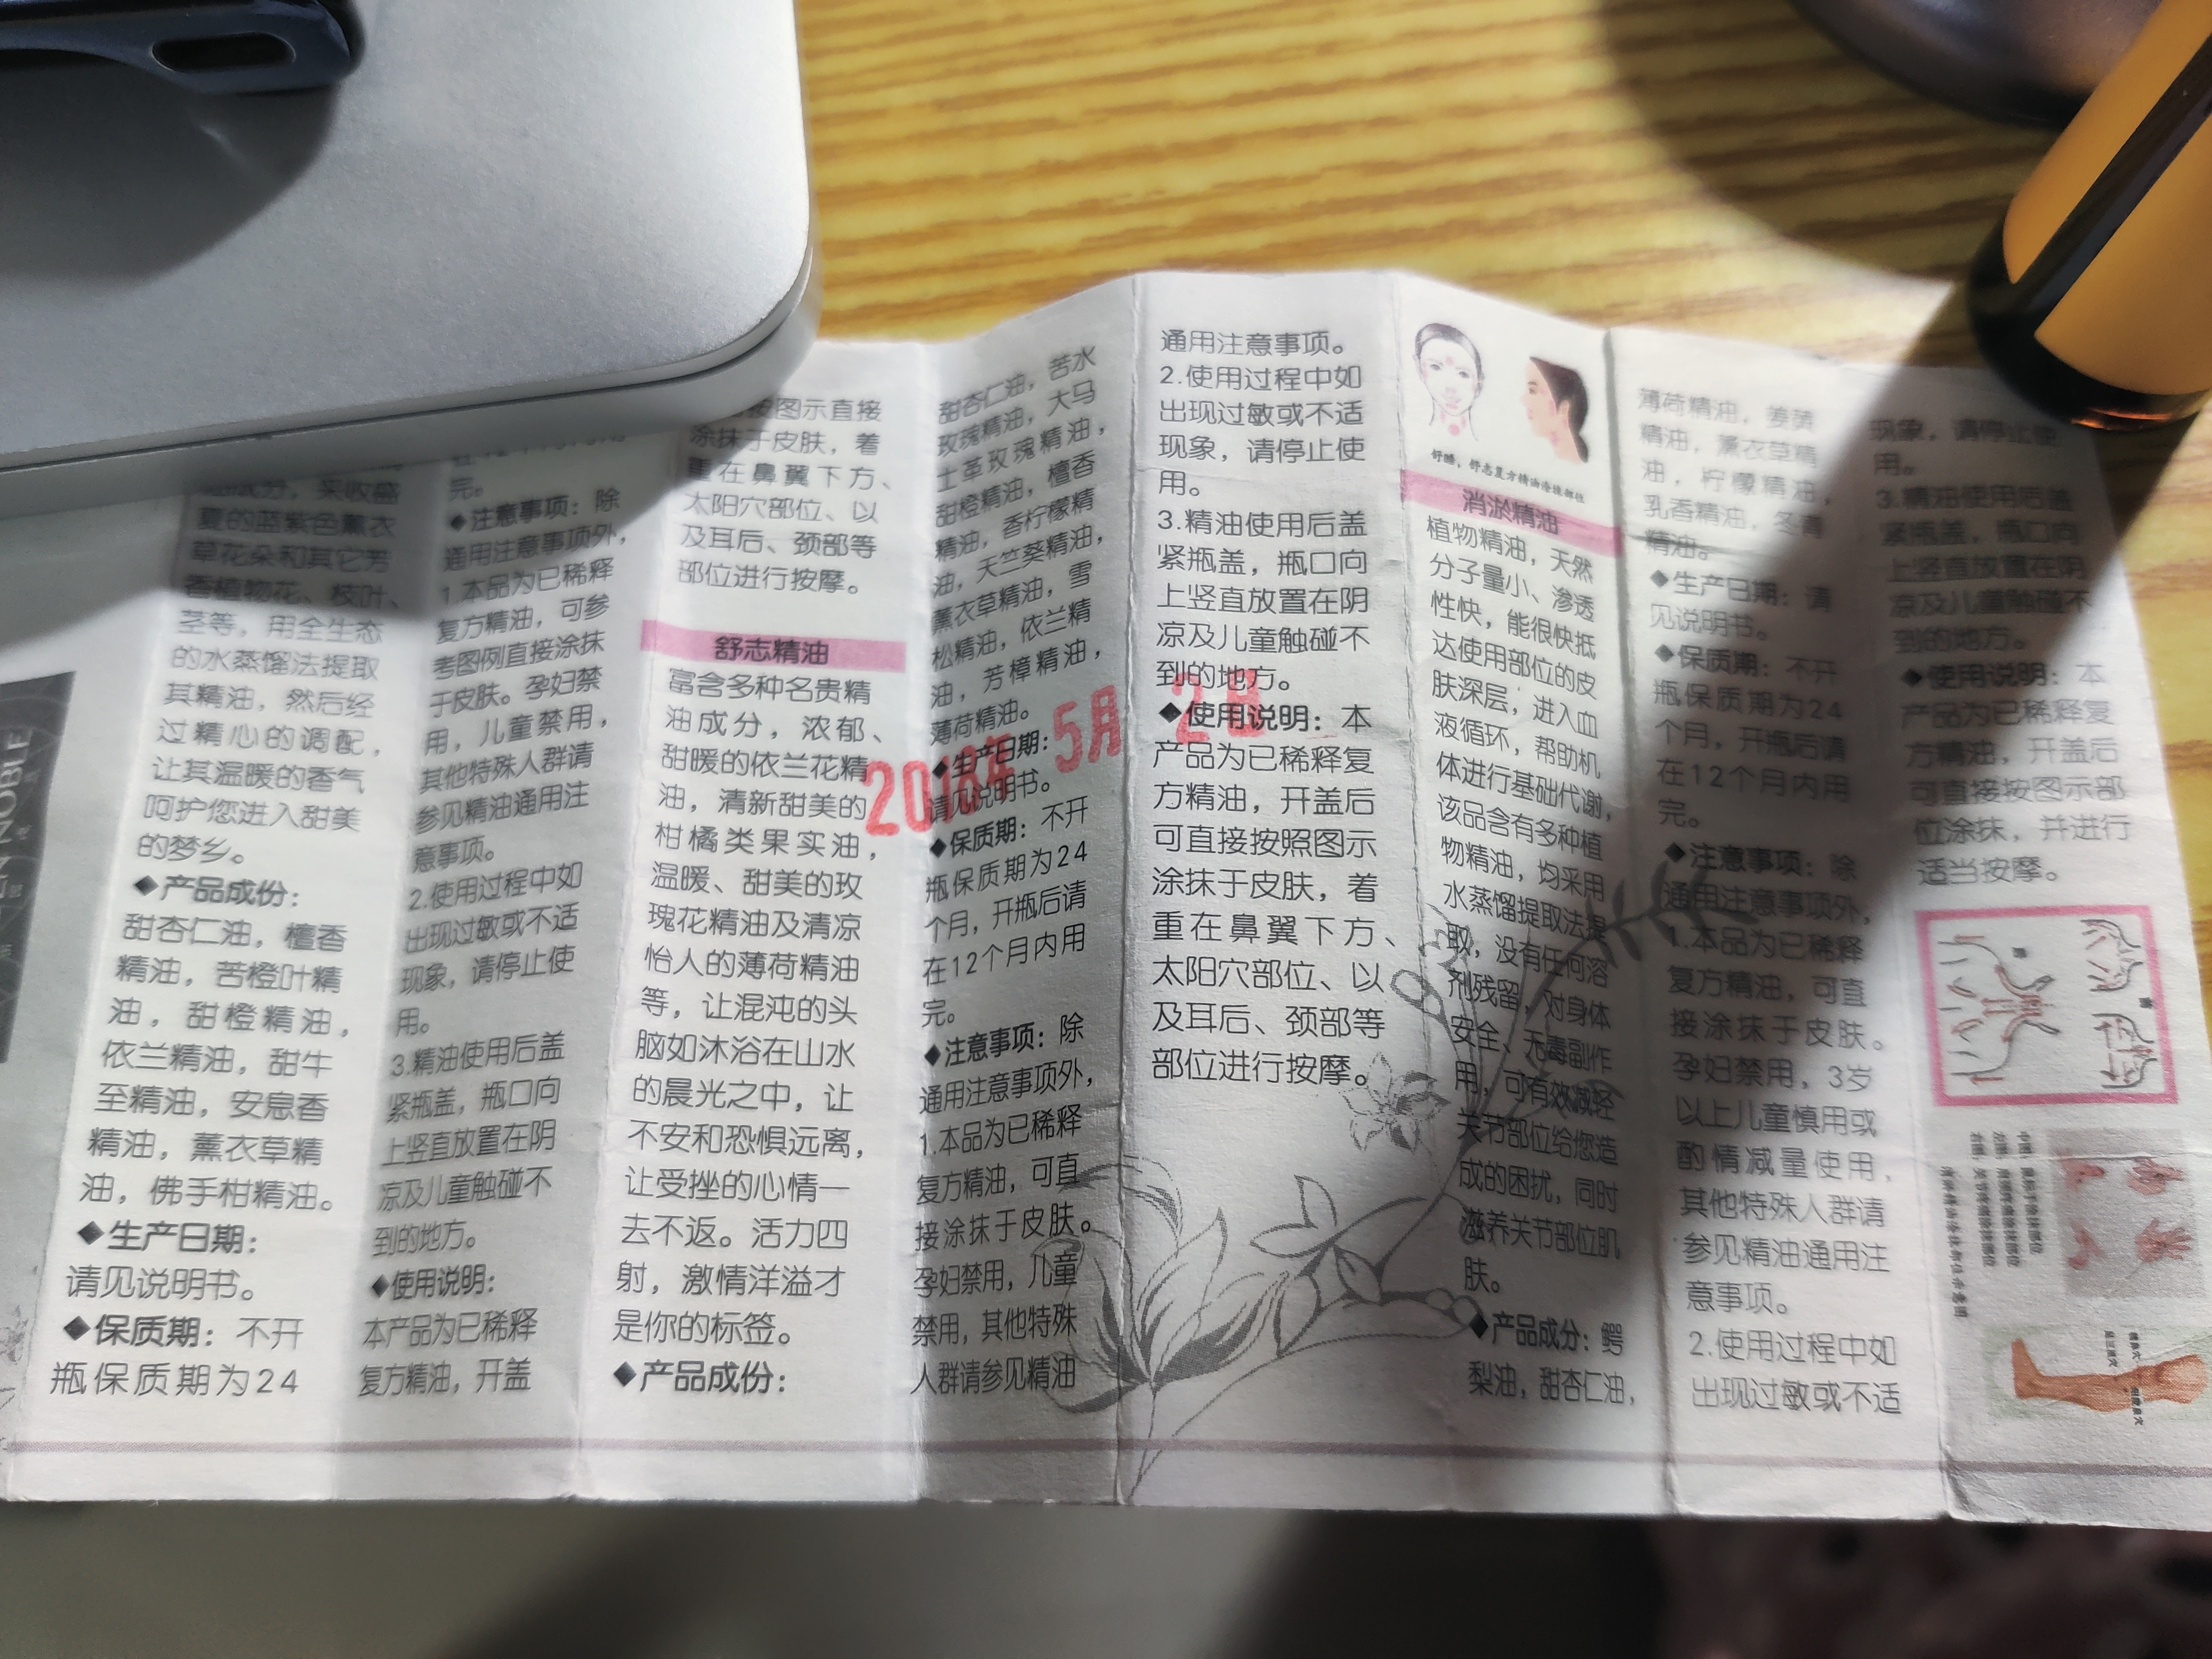 夏的蓝紫色薰衣
草花朵和其它芳
香植物花、枝叶、
茎等，用全生态
的水蒸馏法提取
其精油，然后经
过精心的调配，
让其温暖的香气
呵护您进入甜美
的梦乡。
◆产品成份：
甜杏仁油，檀香
精油，苦橙叶精
油，甜橙精油，
依兰精油，甜牛
至精油，安息香
精油，薰衣草精
油，佛手柑精油。
◆生产日期：
请见说明书。
◆保质期：不开
瓶保质期为24
完。
◆注意事项：除
通用注意事项外，
1.本品为已稀释
复方精油，可参
考图例直接涂抹
于皮肤。孕妇禁
用，儿童禁用，
其他特殊人群请
参见精油通用注
意事项。
2.使用过程中如
出现过敏或不适
现象，请停止使
用。
3.精油使用后盖
紧瓶盖，瓶口向
上竖直放置在阴
凉及儿童触碰不
到的地方。
◆使用说明：
本产品为已稀释
复方精油，开盖
按图示直接
涂抹于皮肤，着
重在鼻翼下方、
太阳穴部位、以
及耳后、颈部等
部位进行按摩。
舒志精油
富含多种名贵精
油成分，浓郁、
甜暖的依兰花精
油，清新甜美的
柑橘类果实油，
温暖、甜美的玫
瑰花精油及清凉
怡人的薄荷精油
等，让混沌的头
脑如沐浴在山水
的晨光之中，让
不安和恐惧远离，
让受挫的心情一
去不返。活力四
射，激情洋溢才
是你的标签。
◆产品成份：
甜杏仁油，苦水
玫瑰精油，大马
士革玫瑰精油，
甜橙精油，檀香
精油，香柠檬精
油，天竺葵精油，
薰衣草精油，雪
松精油，依兰精
油，芳樟精油，
薄荷精油。
◆生产日期：
请见说明书。
2018年 5月 2日
◆保质期：不开
瓶保质期为24
个月，开瓶后请
在12个月内用
完。
◆注意事项：除
通用注意事项外，
1.本品为已稀释
复方精油，可直
接涂抹于皮肤。
孕妇禁用，儿童
禁用，其他特殊
人群请参见精油
通用注意事项。
2.使用过程中如
出现过敏或不适
现象，请停止使
用。
3.精油使用后盖
紧瓶盖，瓶口向
上竖直放置在阴
凉及儿童触碰不
到的地方。
◆使用说明：本
产品为已稀释复
方精油，开盖后
可直接按照图示
涂抹于皮肤，着
重在鼻翼下方、
太阳穴部位、以
及耳后、颈部等
部位进行按摩。
舒睡，舒志复方精油涂抹部位
消淤精油
植物精油，天然
分子量小、渗透
性快，能很快抵
达使用部位的皮
肤深层，进入血
液循环，帮助机
体进行基础代谢，
该品含有多种植
物精油，均采用
水蒸馏提取法提
取，没有任何溶
剂残留，对身体
安全、无毒副作
用，可有效减轻
关节部位给您造
成的困扰，同时
滋养关节部位肌
肤。
◆产品成分：鳄
梨油，甜杏仁油，
薄荷精油，姜黄
精油，薰衣草精
油，柠檬精油，
乳香精油，冬青
精油。
◆生产日期：请
见说明书。
◆保质期：不开
瓶保质期为24
个月，开瓶后请
在12个月内用
完。
◆注意事项：除
通用注意事项外，
1.本品为已稀释
复方精油，可直
接涂抹于皮肤。
孕妇禁用，3岁
以上儿童慎用或
酌情减量使用，
其他特殊人群请
参见精油通用注
意事项。
2.使用过程中如
出现过敏或不适
现象，请停止使
用。
3.精油使用后盖
紧瓶盖，瓶口向
上竖直放置在阴
凉及儿童触碰不
到的地方。
◆使用说明：本
产品为已稀释复
方精油，开盖后
可直接按图示部
位涂抹，并进行
适当按摩。